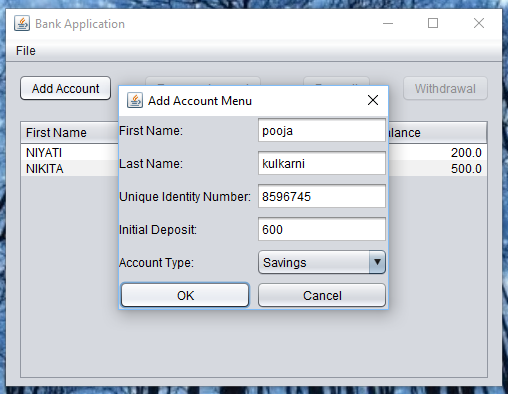 Bank Application
File
Add Account
Withdrawal
Add Account Menu
First Name:
pooja
Last Name:
kulkarni
Unique Identity Number:
8596745
Initial Deposit:
600
Account Type:
Savings
OK
Cancel
First Name
NIYATI
200.0
NIKITA
500.0